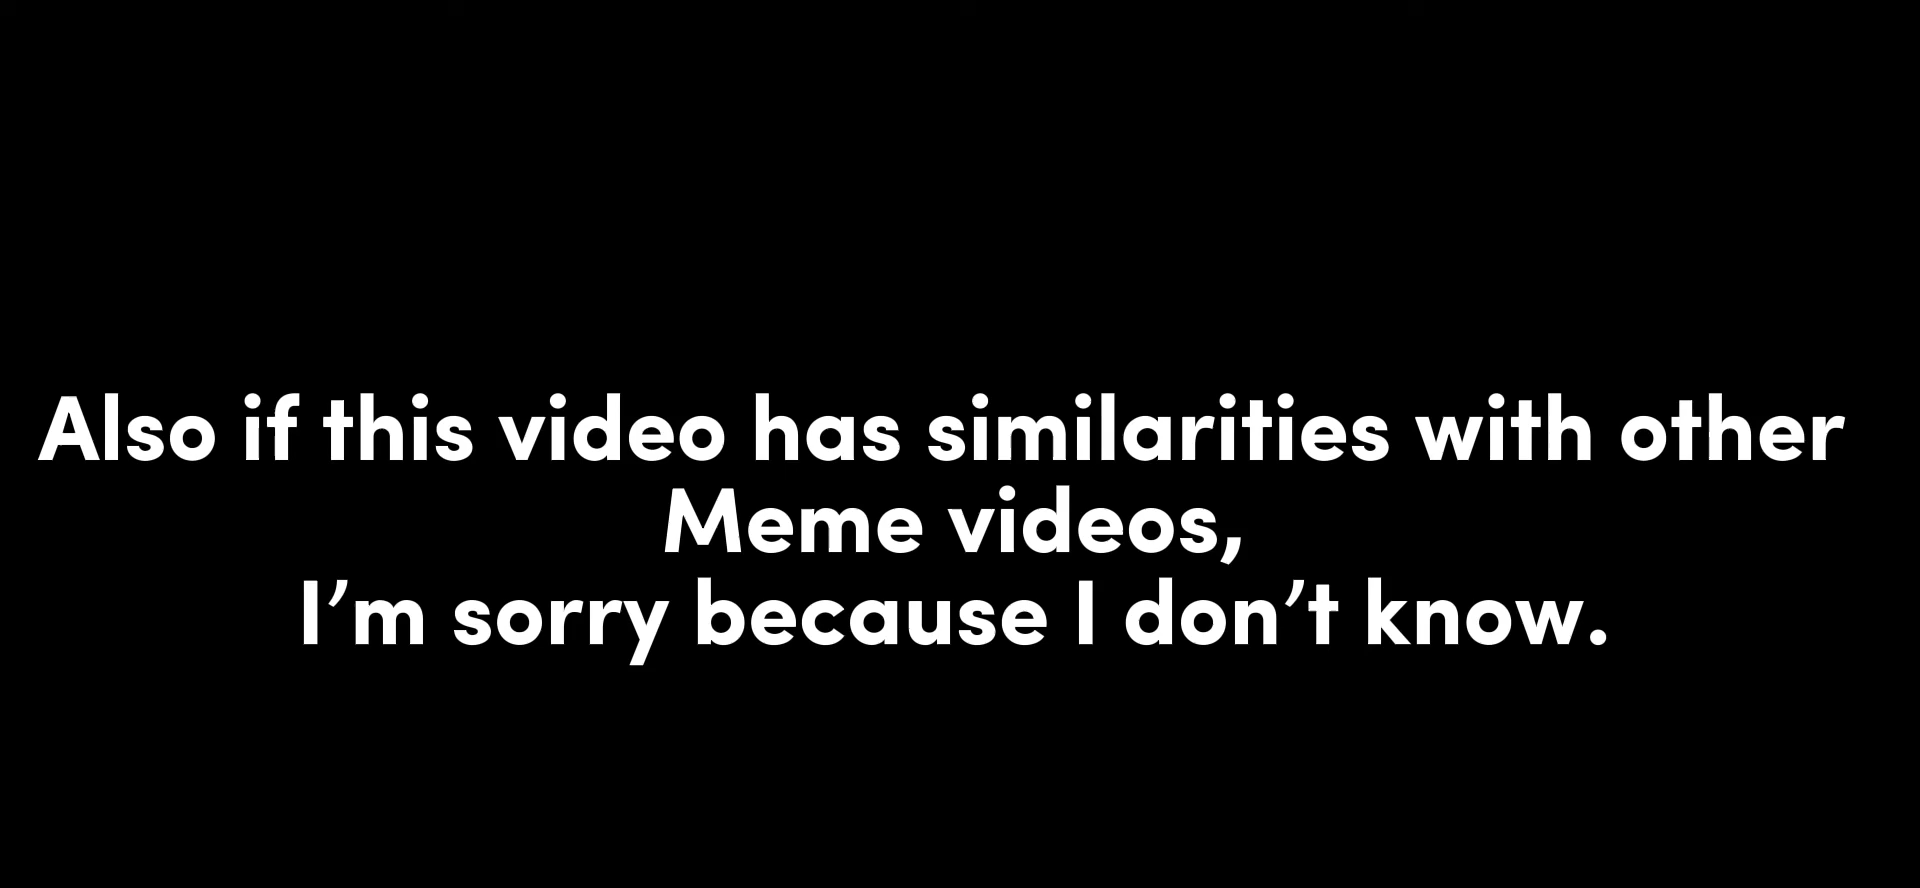 Also if this video has similarities with other
Meme videos,
I’m sorry because I don’t know.